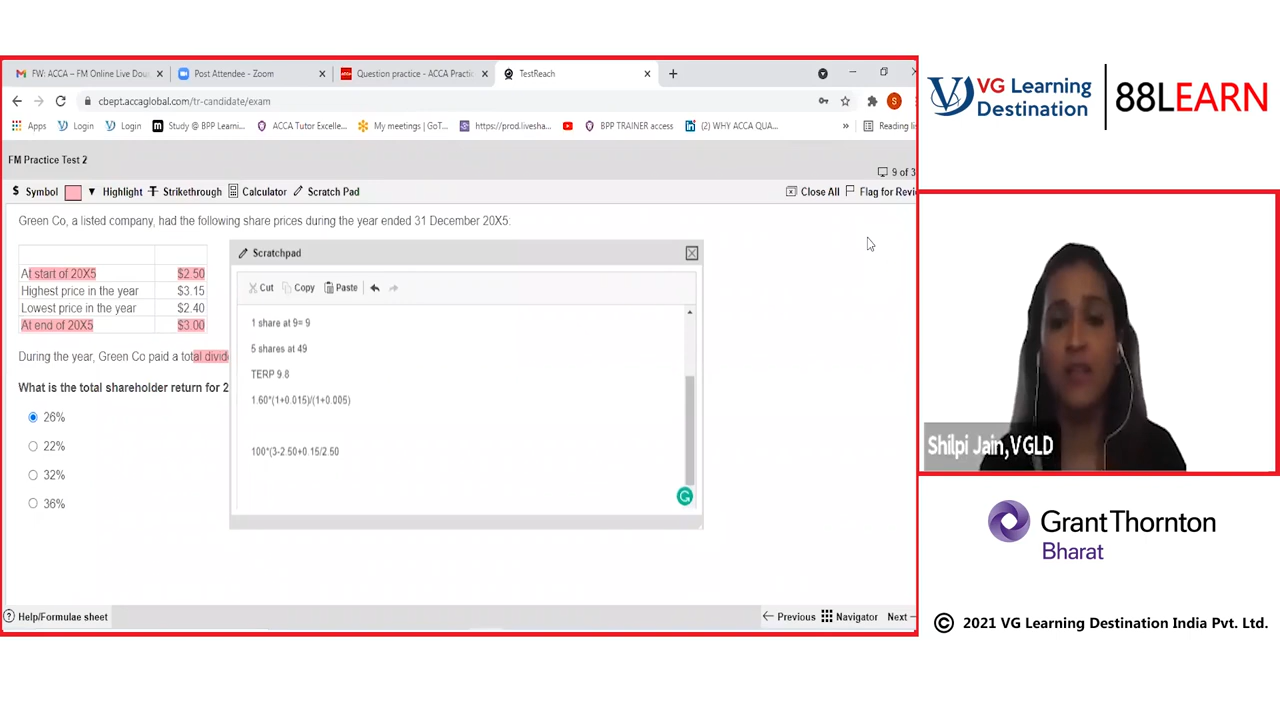 FW: ACCA – FM Online Live Dou
Post Attendee - Zoom
Question practice - ACCA Practic
TestReach
cbept.accaglobal.com/tr-candidate/exam
Apps
Login
Login
Study @ BPP Learni...
ACCA Tutor Excelle...
My meetings | GoT...
https://prod.livesha...
BPP TRAINER access
(2) WHY ACCA QUA...
»
Reading lis
FM Practice Test 2
9 of 3
$ Symbol
Highlight
Strikethrough
Calculator
Scratch Pad
Close All
Flag for Revi
Green Co, a listed company, had the following share prices during the year ended 31 December 20X5:
At start of 20X5 $2.50
Highest price in the year $3.15
Lowest price in the year $2.40
At end of 20X5 $3.00
During the year, Green Co paid a total divide
What is the total shareholder return for 2
26%
22%
32%
36%
Scratchpad
Cut
Copy
Paste
1 share at 9= 9
5 shares at 49
TERP 9.8
1.60*(1+0.015)/(1+0.005)
100*(3-2.50+0.15/2.50
Help/Formulae sheet
Previous
Navigator
Next
VG Learning
Destination
88LEARN
Shilpi Jain,VGLD
Grant Thornton
Bharat
© 2021 VG Learning Destination India Pvt. Ltd.